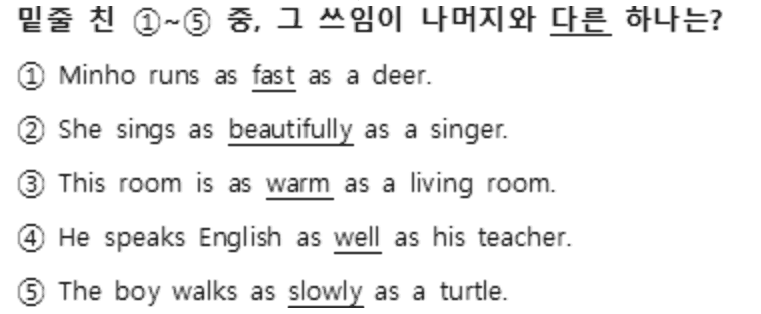 밑줄 친 ①~⑤ 중, 그 쓰임이 나머지와 다른 하나는?
① Minho runs as fast as a deer.
② She sings as beautifully as a singer.
③ This room is as warm as a living room.
④ He speaks English as well as his teacher.
⑤ The boy walks as slowly as a turtle.